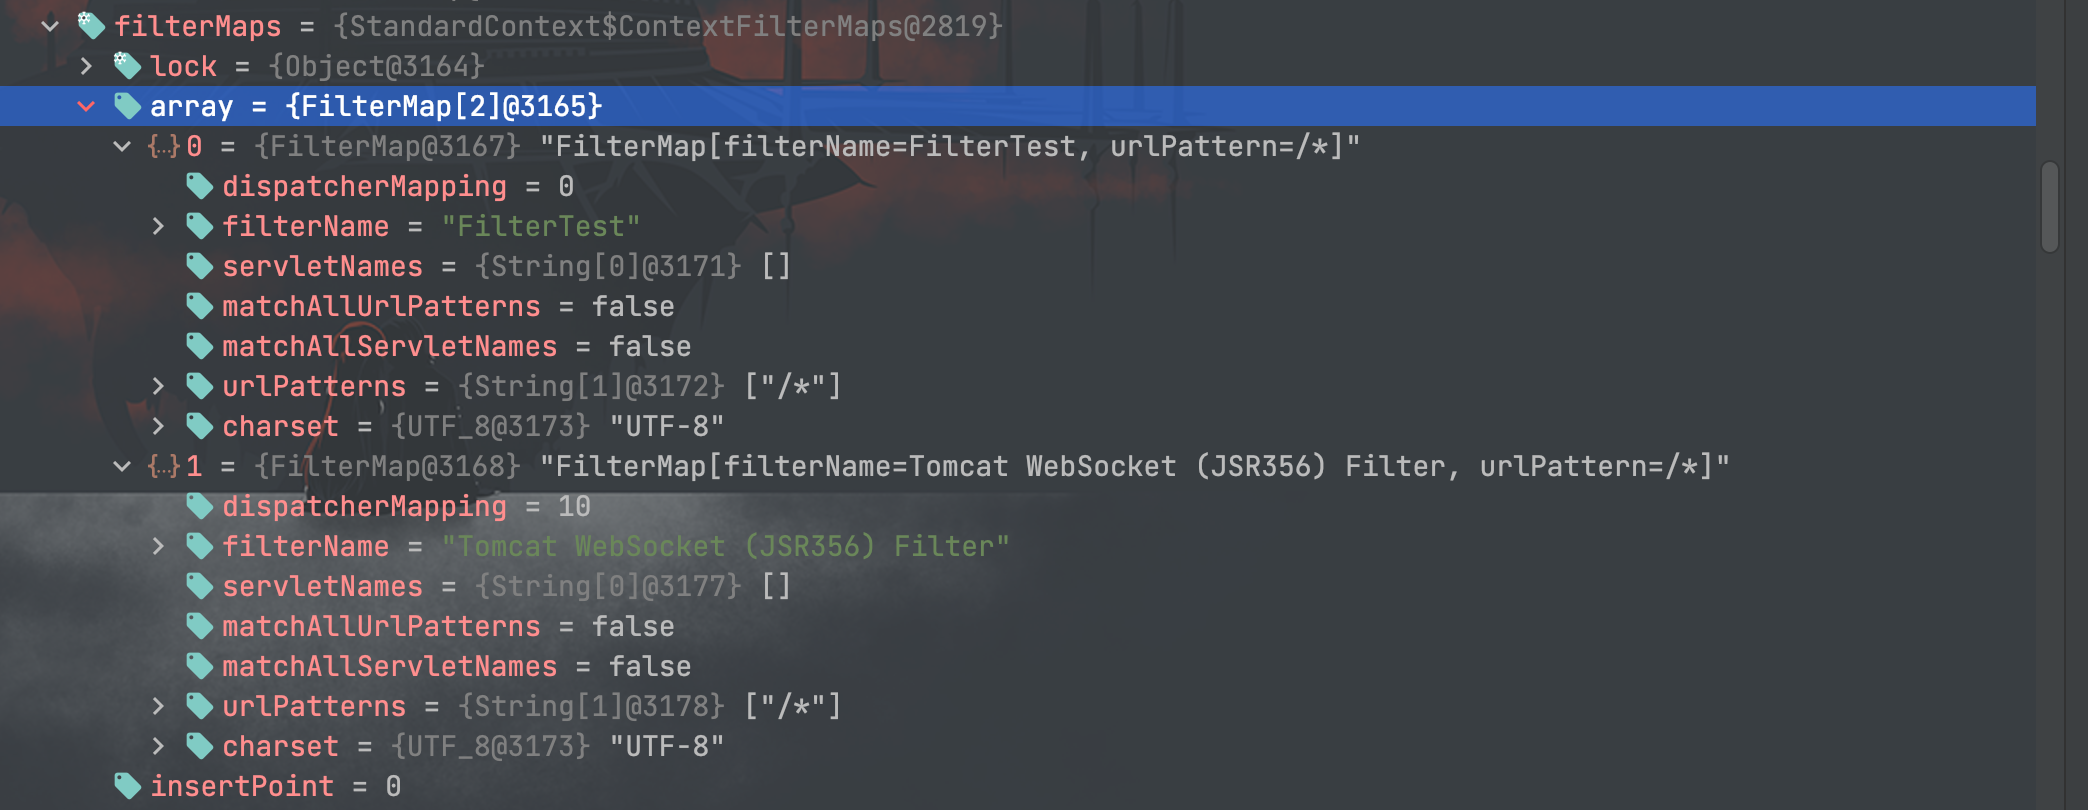 filterMaps = {StandardContext$ContextFilterMaps@2819}
lock = {Object@3164}
array = {FilterMap[2]@3165}
{...} 0 = {FilterMap@3167} "FilterMap[filterName=FilterTest, urlPattern=/*]"
dispatcherMapping = 0
filterName = "FilterTest"
servletNames = {String[0]@3171} []
matchAllUrlPatterns = false
matchAllServletNames = false
urlPatterns = {String[1]@3172} ["/*"]
charset = {UTF_8@3173} "UTF-8"
{...} 1 = {FilterMap@3168} "FilterMap[filterName=Tomcat WebSocket (JSR356) Filter, urlPattern=/*]"
dispatcherMapping = 10
filterName = "Tomcat WebSocket (JSR356) Filter"
servletNames = {String[0]@3177} []
matchAllUrlPatterns = false
matchAllServletNames = false
urlPatterns = {String[1]@3178} ["/*"]
charset = {UTF_8@3173} "UTF-8"
insertPoint = 0